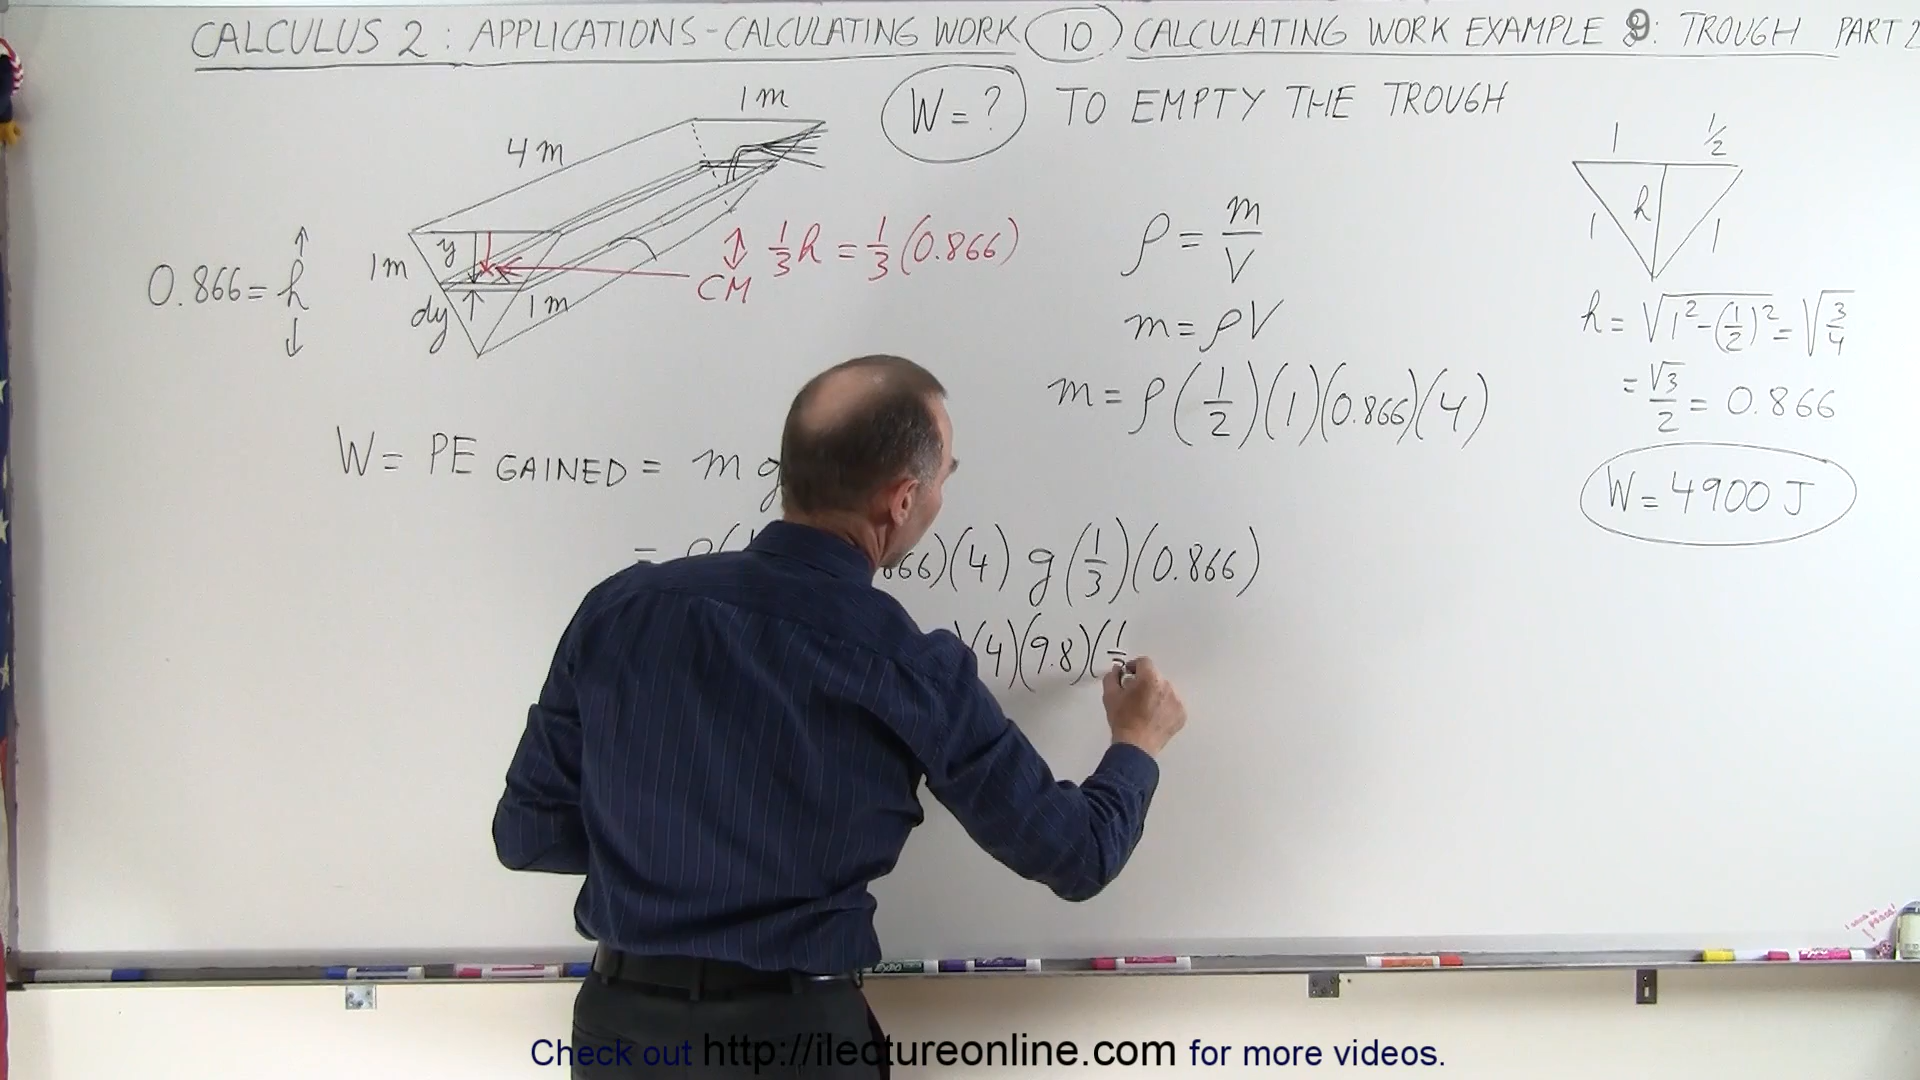 CALCULUS 2 : APPLICATIONS - CALCULATING WORK 10 CALCULATING WORK EXAMPLE 9: TROUGH PART 2
W = ? TO EMPTY THE TROUGH
1 m
4 m
1 m
y
dy
1 m
0.866 = h
CM
1/3 h = 1/3 (0.866)
ρ = m/V
m = ρV
m = ρ(1/2)(1)(0.866)(4)
1 1/2
h
1 1
h = √(1² - (1/2)²) = √(3/4)
= √3/2 = 0.866
W = 4900 J
W = PE GAINED = m g
= ρ( 866)(4) g (1/3)(0.866)
)(4)(9.8)(1/3
Check out http://ilectureonline.com for more videos.